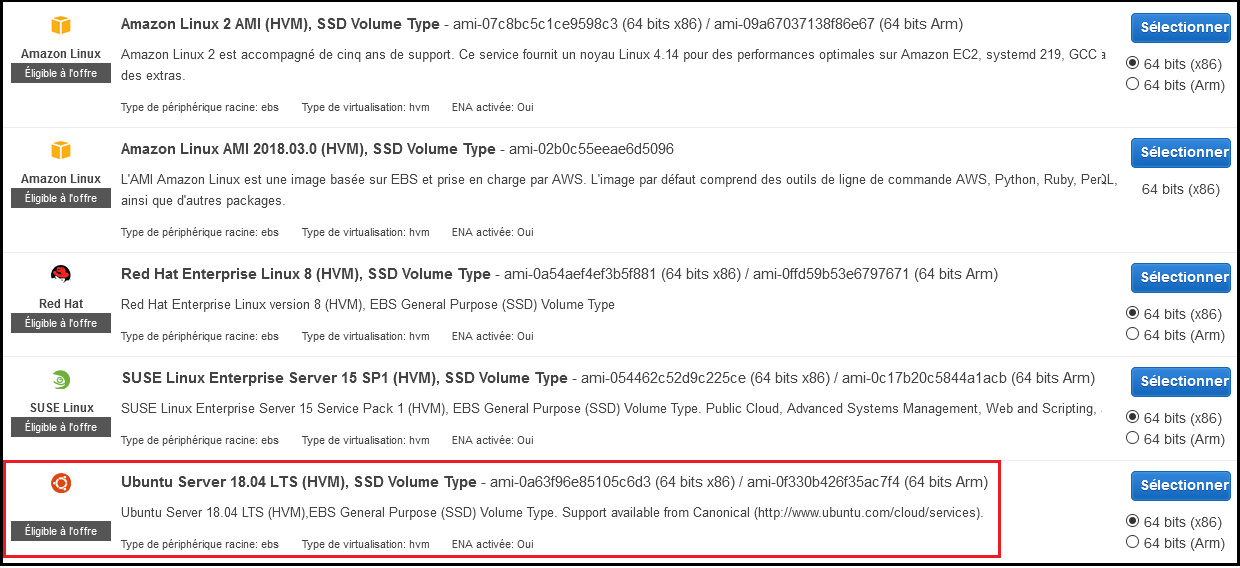 Amazon Linux 2 AMI (HVM), SSD Volume Type - ami-07c8bc5c1ce9598c3 (64 bits x86) / ami-09a67037138f86e67 (64 bits Arm)
Sélectionner
Amazon Linux
Éligible à l'offre
Amazon Linux 2 est accompagné de cinq ans de support. Ce service fournit un noyau Linux 4.14 pour des performances optimales sur Amazon EC2, systemd 219, GCC
des extras.
64 bits (x86)
64 bits (Arm)
Type de périphérique racine: ebs Type de virtualisation: hvm ENA activée: Oui
Amazon Linux AMI 2018.03.0 (HVM), SSD Volume Type - ami-02b0c55eeae6d5096
Sélectionner
Amazon Linux
Éligible à l'offre
L'AMI Amazon Linux est une image basée sur EBS et prise en charge par AWS. L'image par défaut comprend des outils de ligne de commande AWS, Python, Ruby,
ainsi que d'autres packages.
64 bits (x86)
Type de périphérique racine: ebs Type de virtualisation: hvm ENA activée: Oui
Red Hat Enterprise Linux 8 (HVM), SSD Volume Type - ami-0a54aef4ef3b5f881 (64 bits x86) / ami-0ffd59b53e6797671 (64 bits Arm)
Sélectionner
Red Hat
Éligible à l'offre
Red Hat Enterprise Linux version 8 (HVM), EBS General Purpose (SSD) Volume Type
64 bits (x86)
64 bits (Arm)
Type de périphérique racine: ebs Type de virtualisation: hvm ENA activée: Oui
SUSE Linux Enterprise Server 15 SP1 (HVM), SSD Volume Type - ami-054462c52d9c225ce (64 bits x86) / ami-0c17b20c5844a1acb (64 bits Arm)
Sélectionner
SUSE Linux
Éligible à l'offre
SUSE Linux Enterprise Server 15 Service Pack 1 (HVM), EBS General Purpose (SSD) Volume Type. Public Cloud, Advanced Systems Management, Web and Scripting,
64 bits (x86)
64 bits (Arm)
Type de périphérique racine: ebs Type de virtualisation: hvm ENA activée: Oui
Ubuntu Server 18.04 LTS (HVM), SSD Volume Type - ami-0a63f96e85105c6d3 (64 bits x86) / ami-0f330b426f35ac7f4 (64 bits Arm)
Sélectionner
Éligible à l'offre
Ubuntu Server 18.04 LTS (HVM),EBS General Purpose (SSD) Volume Type. Support available from Canonical (http://www.ubuntu.com/cloud/services).
64 bits (x86)
64 bits (Arm)
Type de périphérique racine: ebs Type de virtualisation: hvm ENA activée: Oui